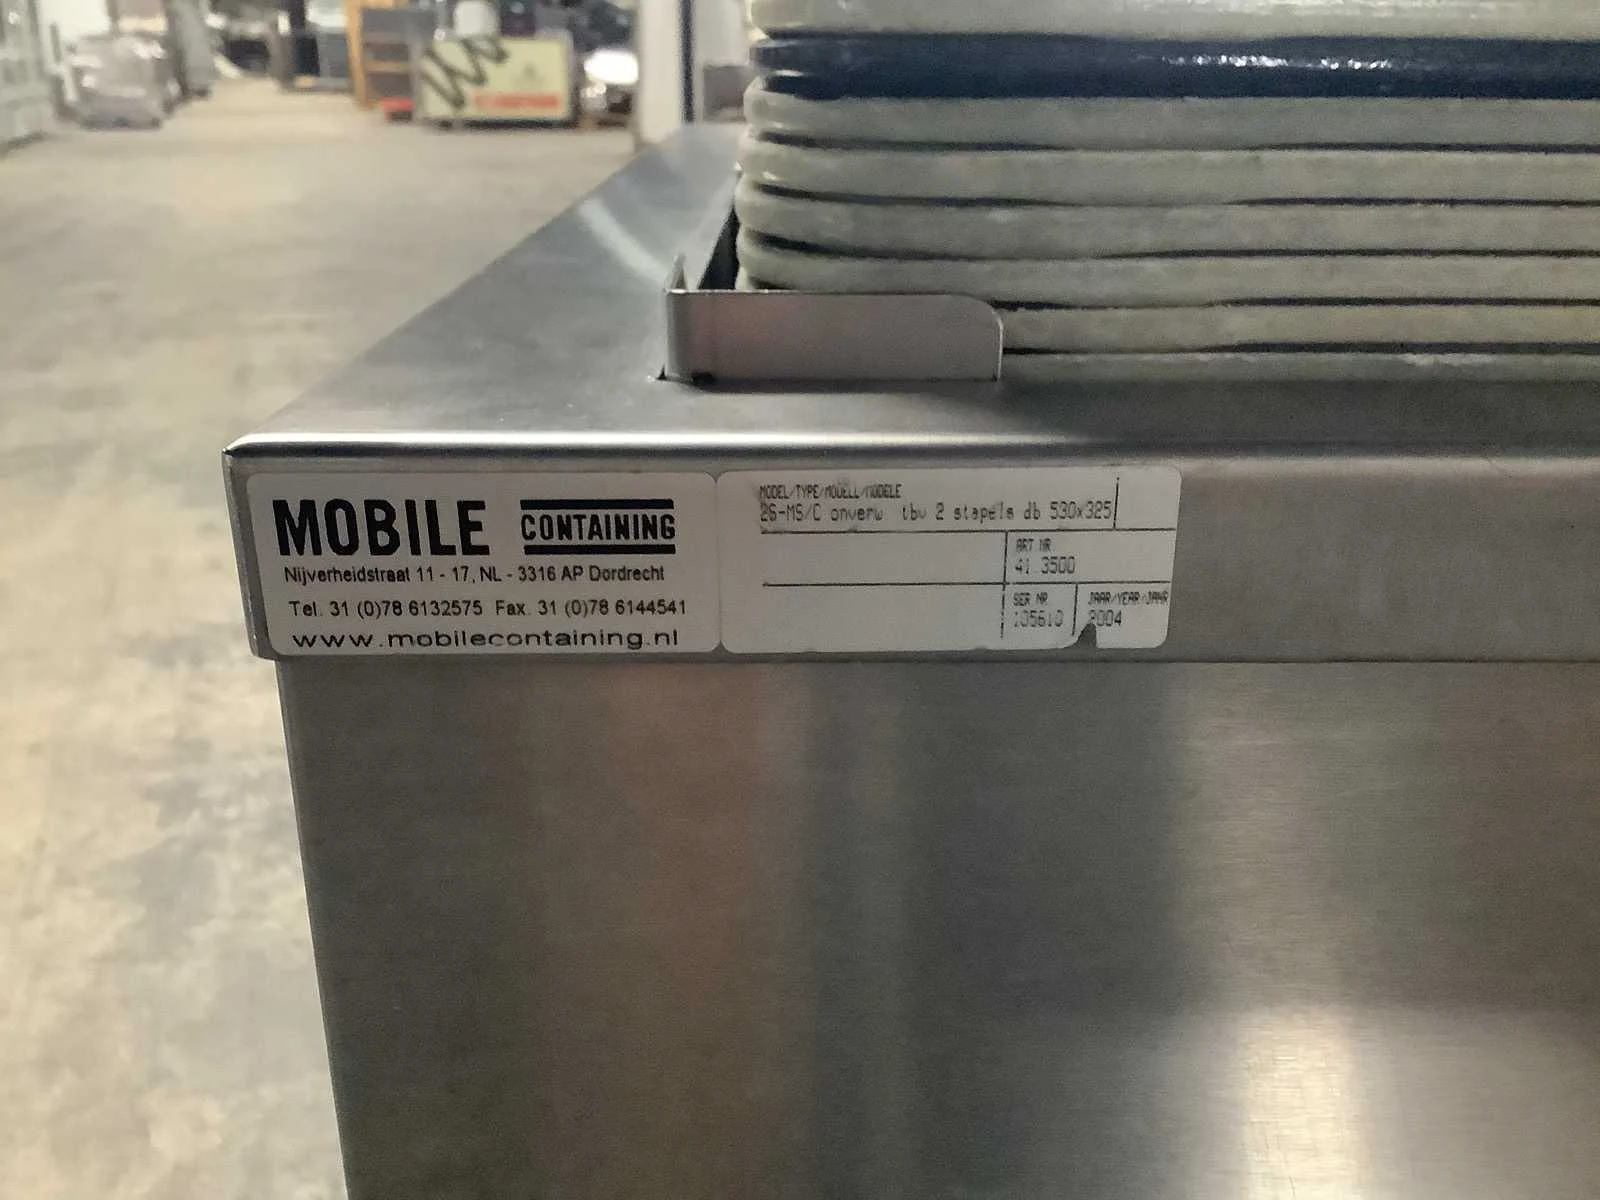 MOBILE CONTAINING
Nijverheidstraat 11 - 17, NL - 3316 AP Dordrecht
Tel. 31 (0)78 6132575 Fax. 31 (0)78 6144541
www.mobilecontaining.nl
MODEL/TYPE/MODELL/MODELE
2S-MS/C onverw tbv 2 stapels db 530x325
ART NR.
41.3500
SER NR JAAR/YEAR/JAHR
105610 2004